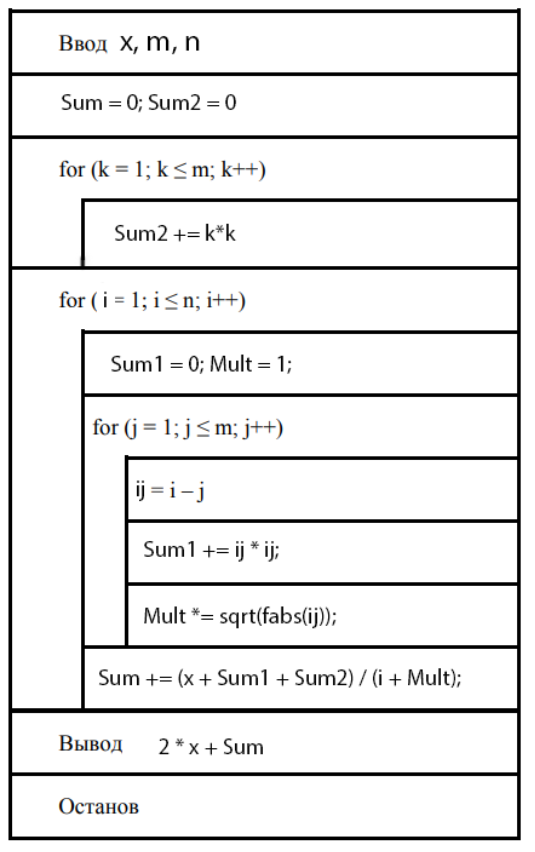 Ввод x, m, n
Sum = 0; Sum2 = 0
for (k = 1; k ≤ m; k++)
Sum2 += k*k
for ( i = 1; i ≤ n; i++)
Sum1 = 0; Mult = 1;
for (j = 1; j ≤ m; j++)
ij = i – j
Sum1 += ij * ij;
Mult *= sqrt(fabs(ij));
Sum += (x + Sum1 + Sum2) / (i + Mult);
Вывод 2 * x + Sum
Останов